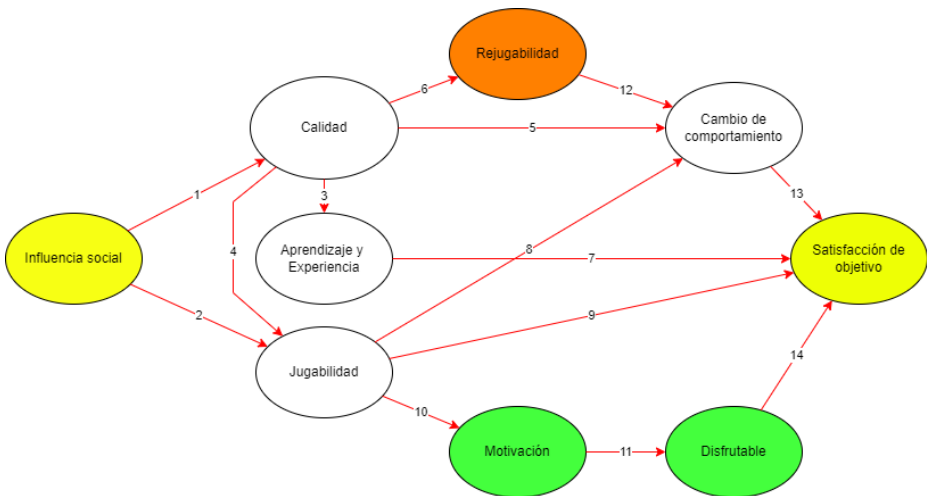 Rejugabilidad
6
12
Calidad
5
Cambio de
comportamiento
1
3
13
Influencia social
4
Aprendizaje y
Experiencia
8
7
Satisfacción de
objetivo
2
9
Jugabilidad
14
10
Motivación
11
Disfrutable